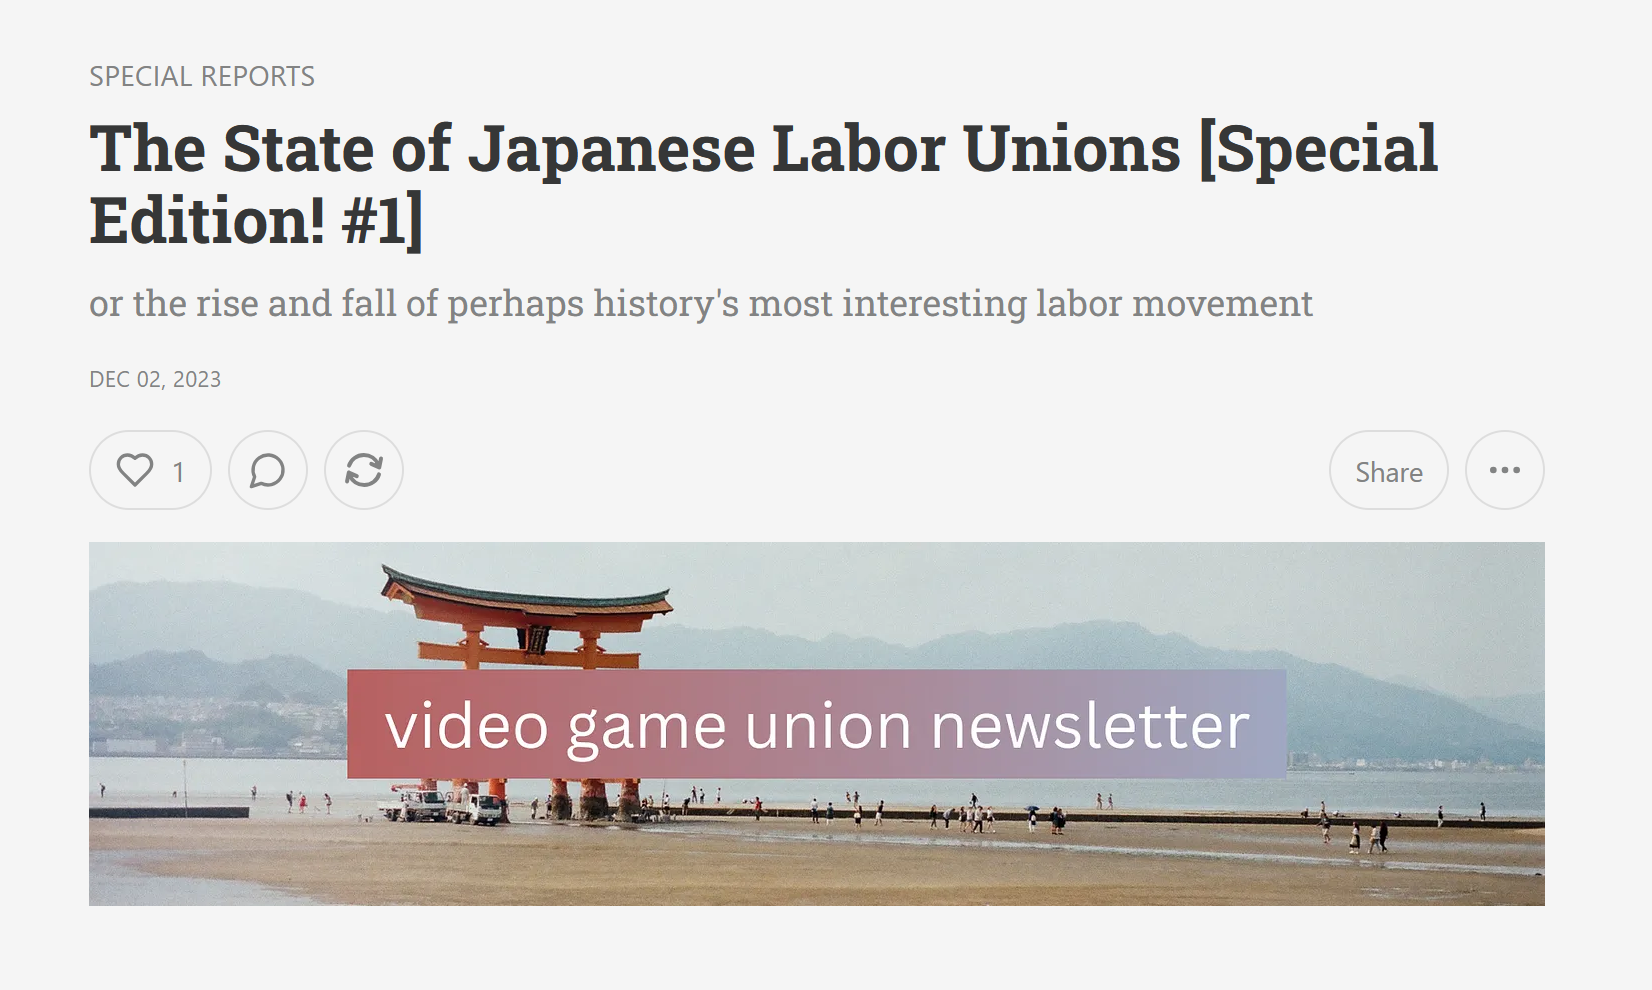 SPECIAL REPORTS
The State of Japanese Labor Unions [Special
Edition! #1]
or the rise and fall of perhaps history's most interesting labor movement
DEC 02, 2023
1
Share
video game union newsletter